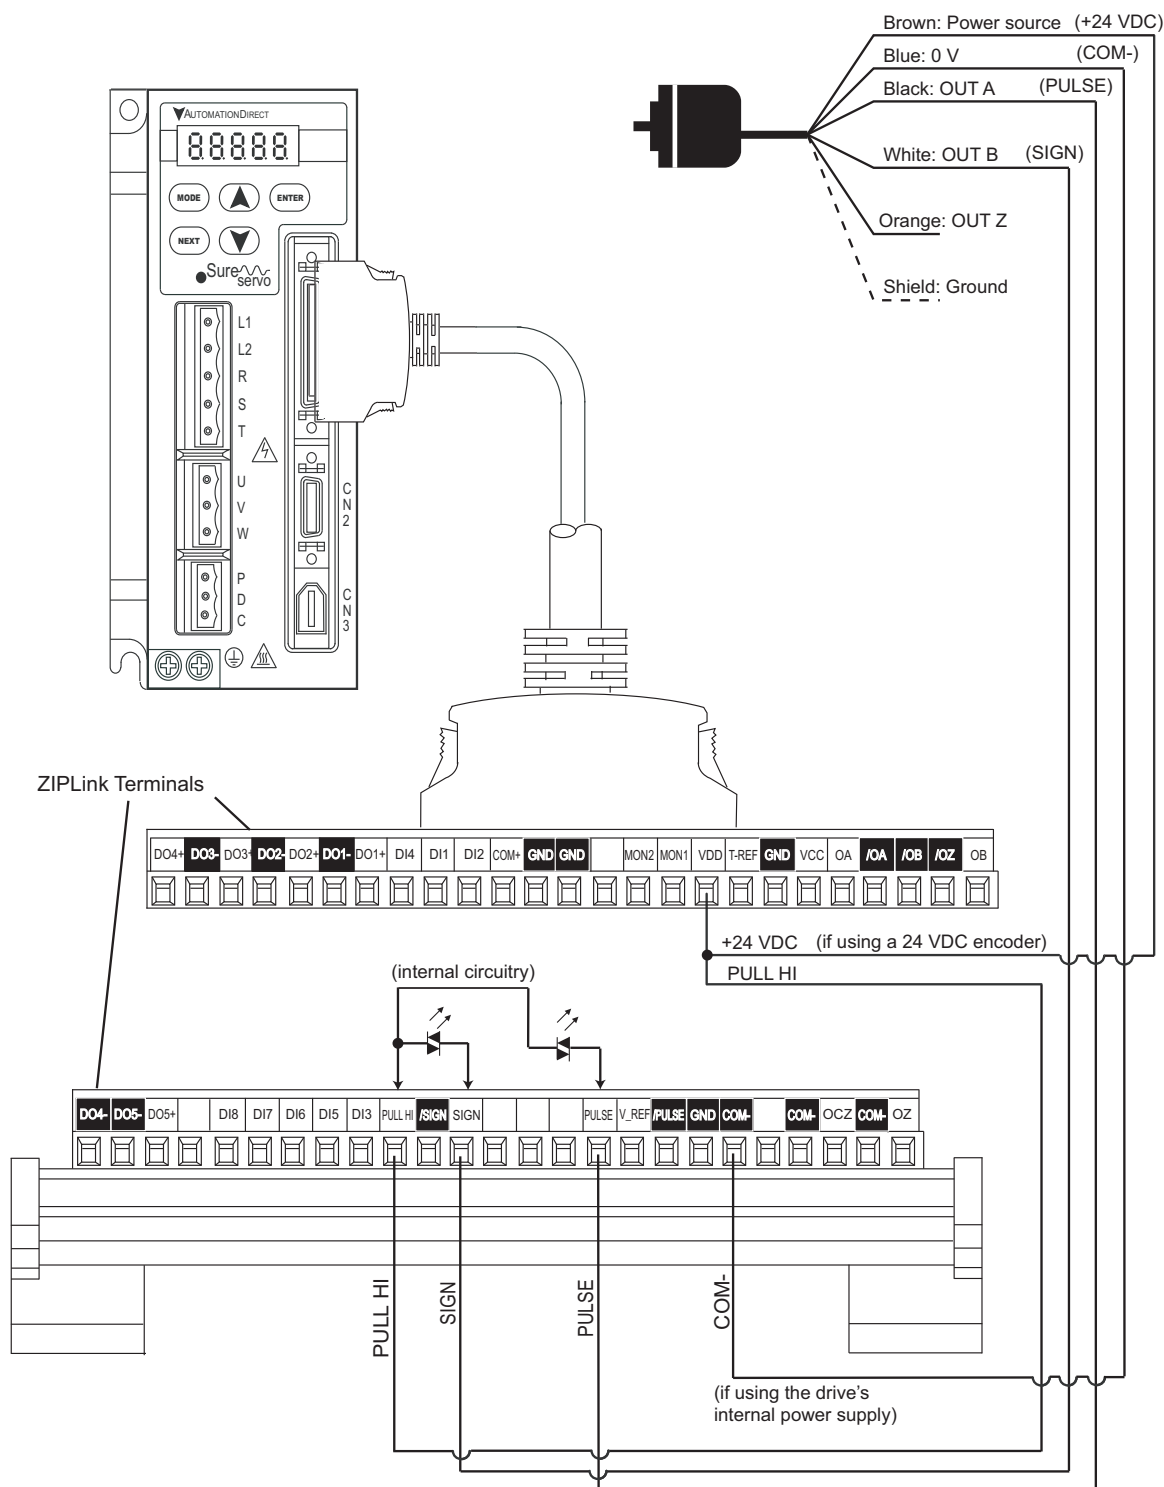 Brown: Power source (+24 VDC)
Blue: 0 V (COM-)
Black: OUT A (PULSE)
White: OUT B (SIGN)
Orange: OUT Z
Shield: Ground
AUTOMATIONDIRECT
8.8.8.8.8.
MODE
ENTER
NEXT
Sure servo
L1
L2
R
S
T
U
V
W
P
D
C
CN2
CN3
ZIPLink Terminals
DO4+ DO3- DO3+ DO2- DO2+ DO1- DO1+ DI4 DI1 DI2 COM+ GND GND MON2 MON1 VDD T-REF GND VCC OA /OA /OB /OZ OB
+24 VDC (if using a 24 VDC encoder)
PULL HI
(internal circuitry)
DO4- DO5- DO5+ DI8 DI7 DI6 DI5 DI3 PULL HI /SIGN SIGN PULSE V_REF /PULSE GND COM- COM- OCZ COM- OZ
PULL HI
SIGN
PULSE
COM-
(if using the drive's
internal power supply)